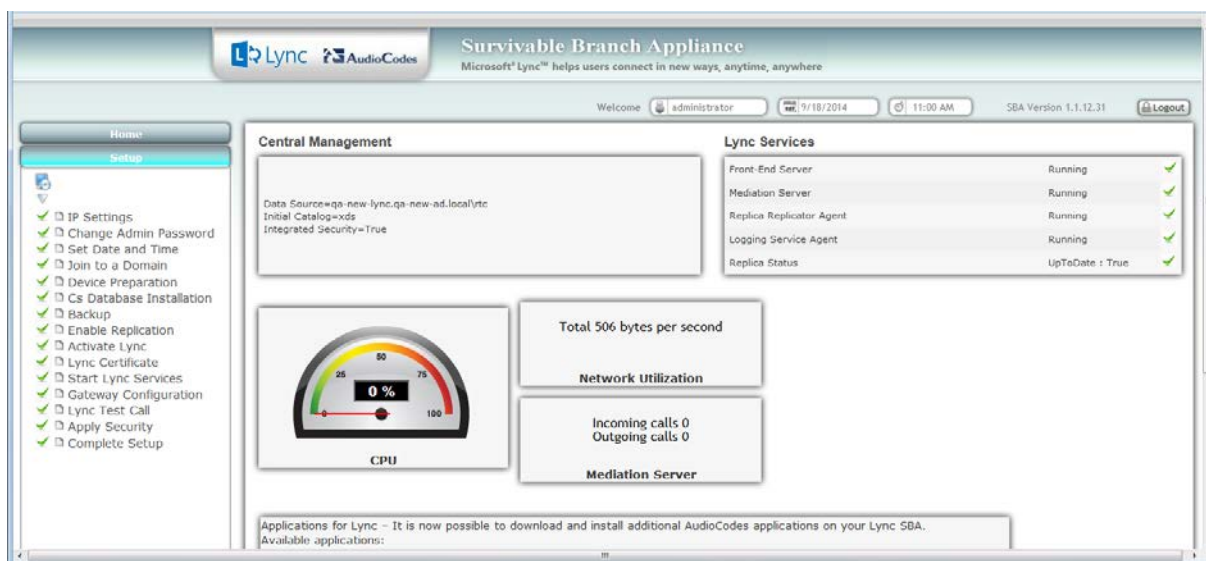 Lync AudioCodes
Survivable Branch Appliance
Microsoft® Lync™ helps users connect in new ways, anytime, anywhere
Welcome administrator 9/18/2014 11:00 AM SBA Version 1.1.12.31 Logout
Home
Setup
IP Settings
Change Admin Password
Set Date and Time
Join to a Domain
Device Preparation
Cs Database Installation
Backup
Enable Replication
Activate Lync
Lync Certificate
Start Lync Services
Gateway Configuration
Lync Test Call
Apply Security
Complete Setup
Central Management
Data Source=qa-new-lync.qa-new-ad.local\rtc
Initial Catalog=xds
Integrated Security=True
Lync Services
Front-End Server Running
Mediation Server Running
Replica Replicator Agent Running
Logging Service Agent Running
Replica Status UpToDate : True
0 25 50 75 100
0 %
CPU
Total 506 bytes per second
Network Utilization
Incoming calls 0
Outgoing calls 0
Mediation Server
Applications for Lync - It is now possible to download and install additional AudioCodes applications on your Lync SBA.
Available applications: